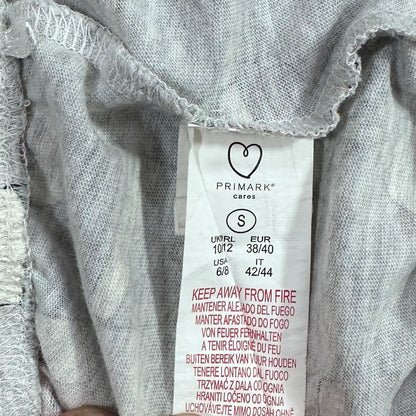 PRIMARK®
cares
S
UK/IRL EUR
10/12 38/40
USA IT
6/8 42/44
KEEP AWAY FROM FIRE
MANTENER ALEJADO DEL FUEGO
MANTER AFASTADO DO FOGO
VON FEUER FERNHALTEN
A TENIR ÉLOIGNÉ DU FEU
BUITEN BEREIK VAN VUUR HOUDEN
TENERE LONTANO DAL FUOCO
TRZYMAĆ Z DALA OD OGNIA
HRANITI LOČENO OD OGNJA
UCHOVÁVEJTE MIMO DOSAH OHNĚ